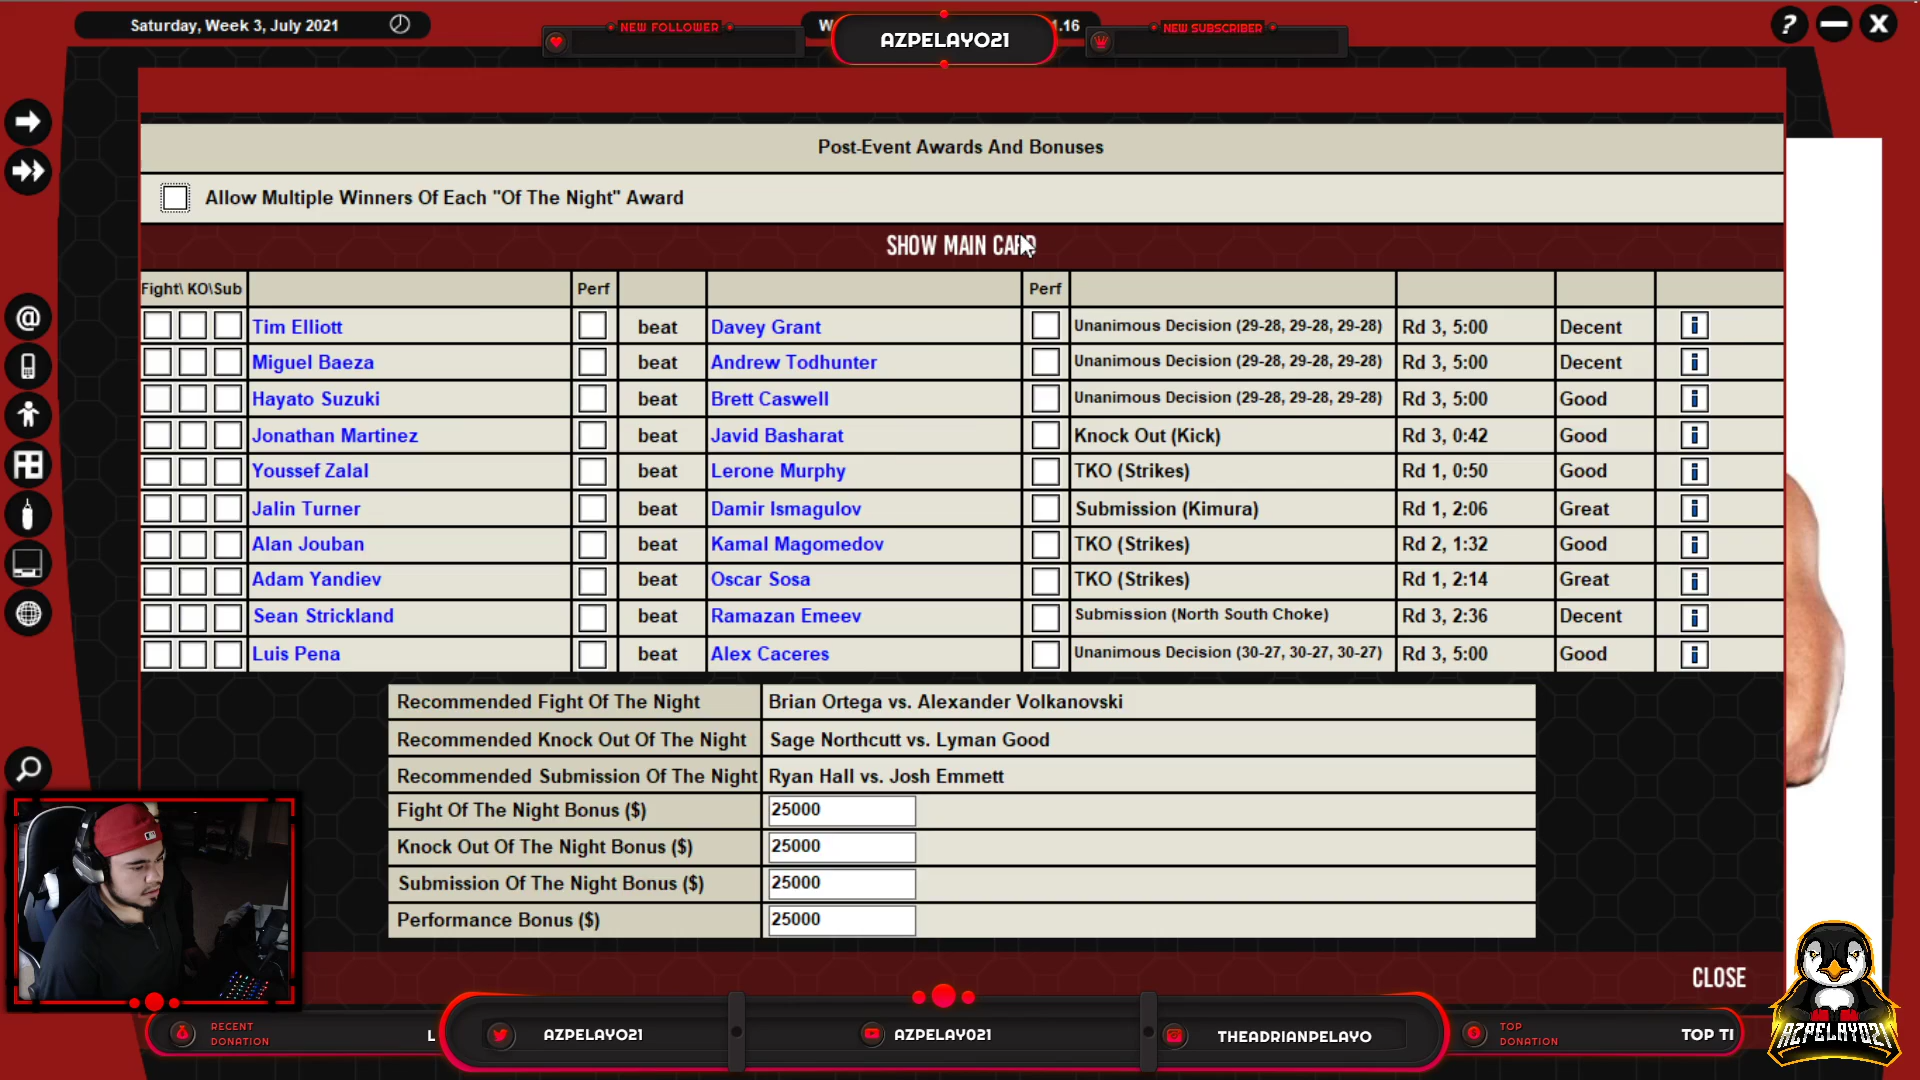 Saturday, Week 3, July 2021
NEW FOLLOWER
W
AZPELAYO21
1.16
NEW SUBSCRIBER
?
X
Post-Event Awards And Bonuses
Allow Multiple Winners Of Each "Of The Night" Award
SHOW MAIN CARD
Fight\ KO\Sub Perf Perf
Tim Elliott beat Davey Grant Unanimous Decision (29-28, 29-28, 29-28) Rd 3, 5:00 Decent i
Miguel Baeza beat Andrew Todhunter Unanimous Decision (29-28, 29-28, 29-28) Rd 3, 5:00 Decent i
Hayato Suzuki beat Brett Caswell Unanimous Decision (29-28, 29-28, 29-28) Rd 3, 5:00 Good i
Jonathan Martinez beat Javid Basharat Knock Out (Kick) Rd 3, 0:42 Good i
Youssef Zalal beat Lerone Murphy TKO (Strikes) Rd 1, 0:50 Good i
Jalin Turner beat Damir Ismagulov Submission (Kimura) Rd 1, 2:06 Great i
Alan Jouban beat Kamal Magomedov TKO (Strikes) Rd 2, 1:32 Good i
Adam Yandiev beat Oscar Sosa TKO (Strikes) Rd 1, 2:14 Great i
Sean Strickland beat Ramazan Emeev Submission (North South Choke) Rd 3, 2:36 Decent i
Luis Pena beat Alex Caceres Unanimous Decision (30-27, 30-27, 30-27) Rd 3, 5:00 Good i
Recommended Fight Of The Night Brian Ortega vs. Alexander Volkanovski
Recommended Knock Out Of The Night Sage Northcutt vs. Lyman Good
Recommended Submission Of The Night Ryan Hall vs. Josh Emmett
Fight Of The Night Bonus ($) 25000
Knock Out Of The Night Bonus ($) 25000
Submission Of The Night Bonus ($) 25000
Performance Bonus ($) 25000
CLOSE
RECENT
DONATION
L
AZPELAYO21
AZPELAYO21
THEADRIANPELAYO
TOP
DONATION
TOP TI
AZPELAYO21